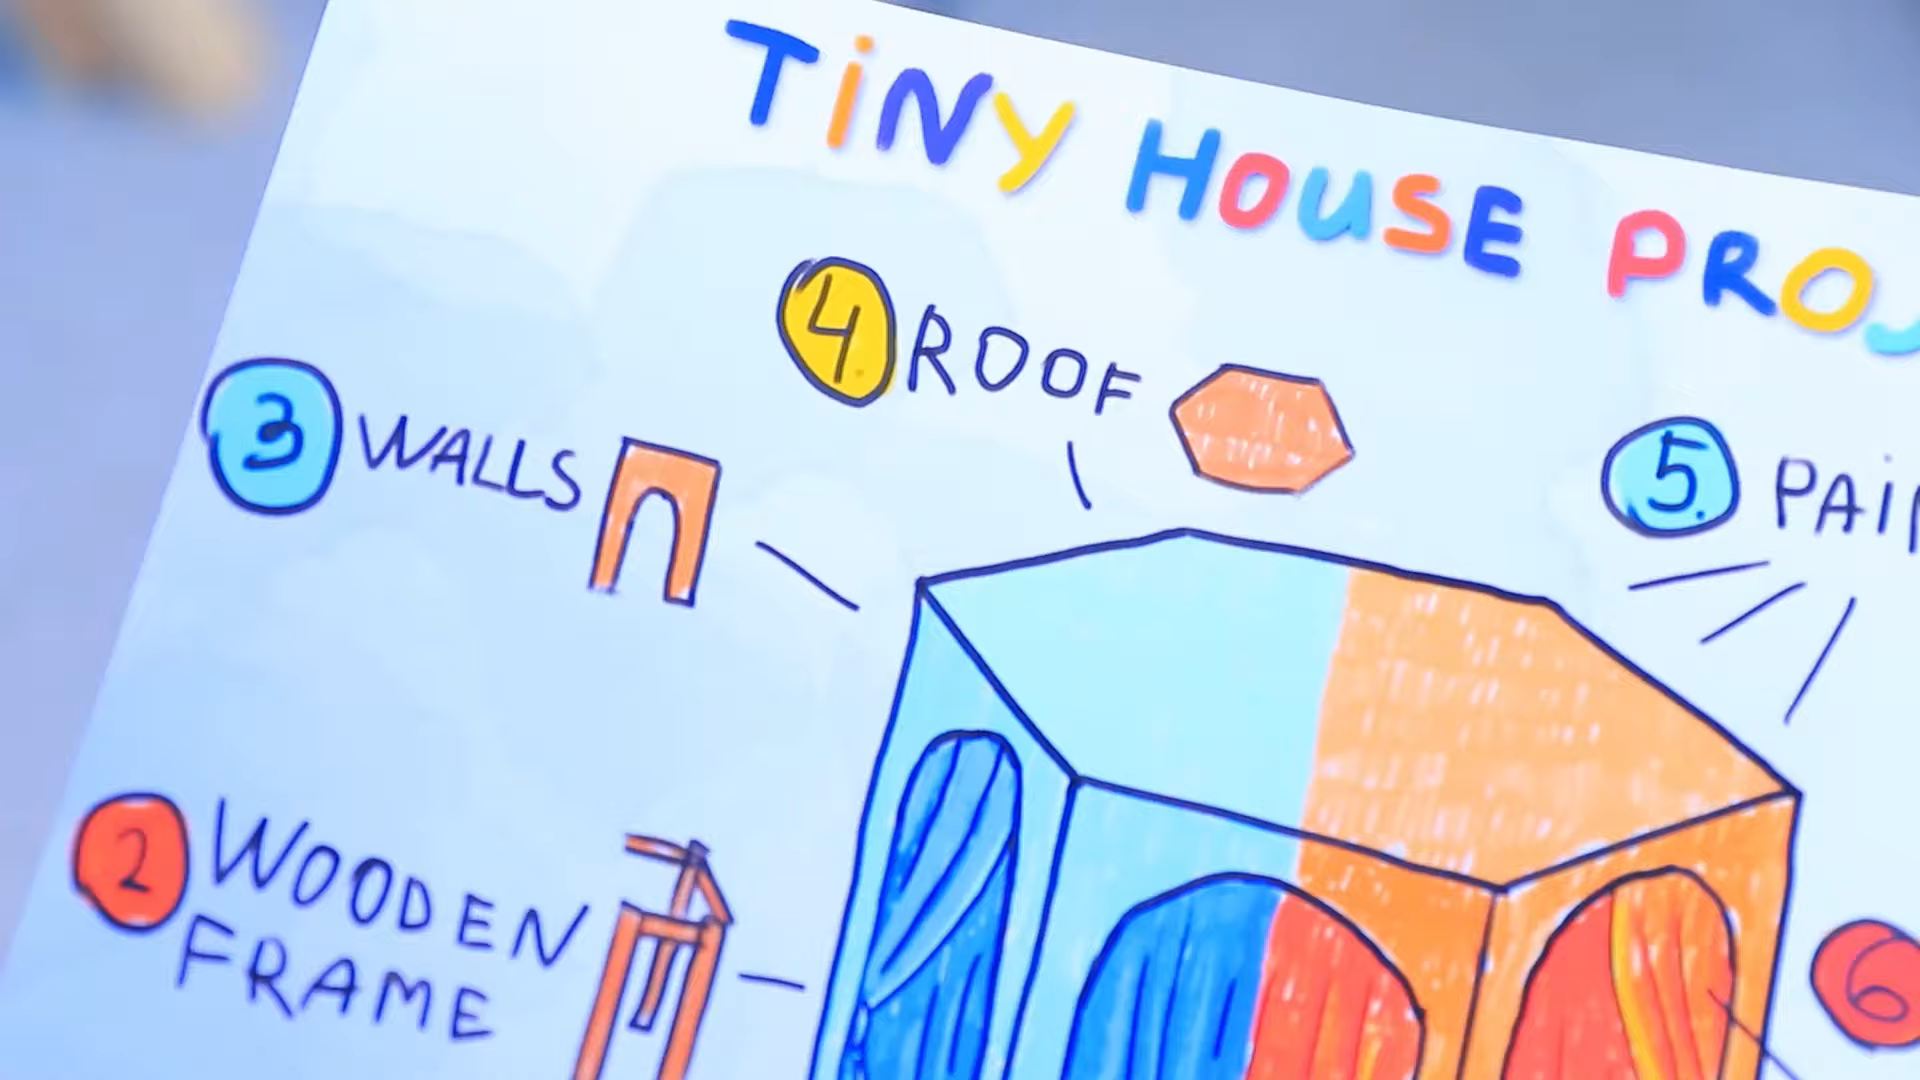 TiNY HOUSE PROJ
4. ROOF
3 WALLS
5. PAi
2 WOODEN
FRAME
6